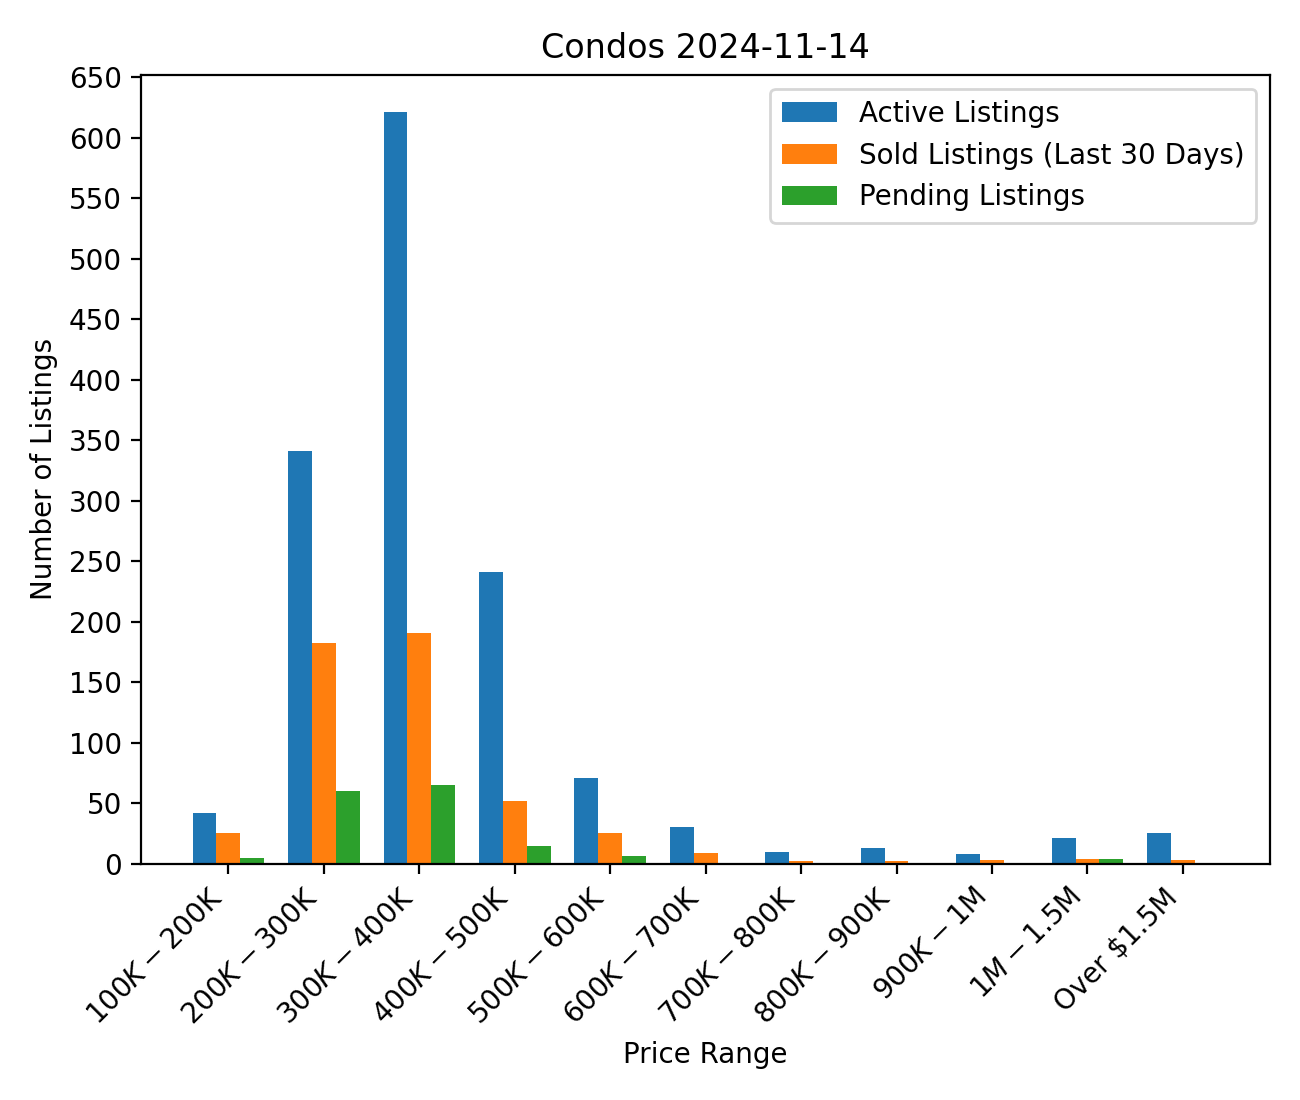 Condos 2024-11-14
Active Listings
Sold Listings (Last 30 Days)
Pending Listings
Number of Listings
650
600
550
500
450
400
350
300
250
200
150
100
50
0
100K − 200K
200K − 300K
300K − 400K
400K − 500K
500K − 600K
600K − 700K
700K − 800K
800K − 900K
900K − 1M
1M − 1.5M
Over $1.5M
Price Range